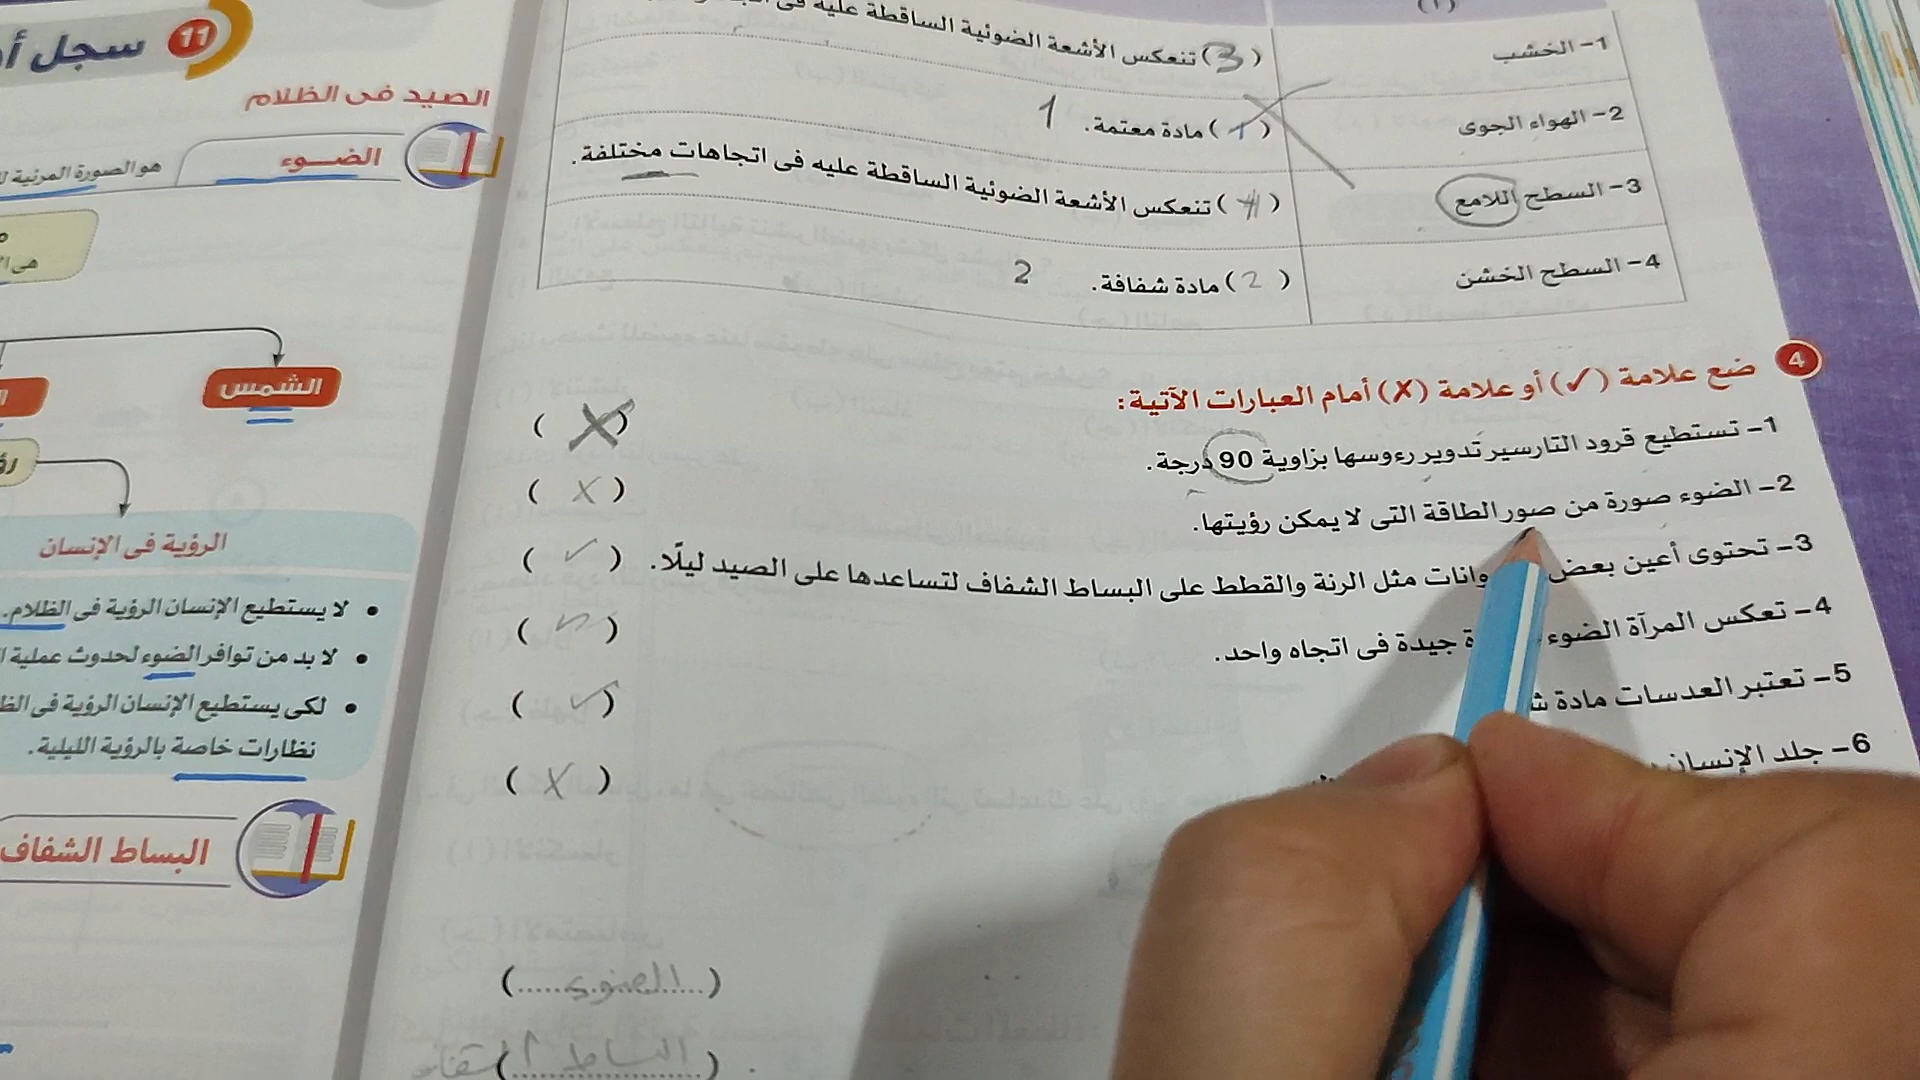 (١)
(3) تنعكس الأشعة الضوئية الساقطة عليه فى
1- الخشب
(1) مادة معتمة. 1
2- الهواء الجوى
(4) تنعكس الأشعة الضوئية الساقطة عليه فى اتجاهات مختلفة.
3- السطح اللامع
(2) مادة شفافة. 2
4- السطح الخشن
4 ضع علامة (✓) أو علامة (✗) أمام العبارات الآتية:
1- تستطيع قرود التارسير تدوير رءوسها بزاوية 90 درجة. (X)
2- الضوء صورة من صور الطاقة التى لا يمكن رؤيتها. (X)
3- تحتوى أعين بعض وانات مثل الرنة والقطط على البساط الشفاف لتساعدها على الصيد ليلًا. (✓)
4- تعكس المرآة الضوء ة جيدة فى اتجاه واحد. (✓)
5- تعتبر العدسات مادة ش (✓)
6- جلد الإنسان (X)
(الضوء)
(البساط الشفاف)
11 سجل أ
الصيد فى الظلام
الضوء
هو الصورة المرئية
هى
الشمس
الرؤية فى الإنسان
• لا يستطيع الإنسان الرؤية فى الظلام.
• لا بد من توافر الضوء لحدوث عملية
• لكى يستطيع الإنسان الرؤية فى
نظارات خاصة بالرؤية الليلية.
البساط الشفاف